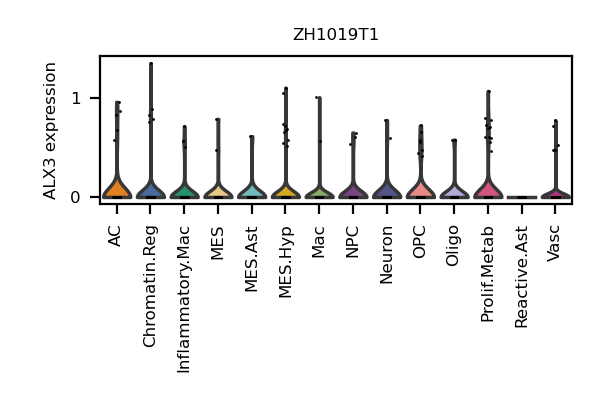 ZH1019T1
ALX3 expression
1
0
AC
Chromatin.Reg
Inflammatory.Mac
MES
MES.Ast
MES.Hyp
Mac
NPC
Neuron
OPC
Oligo
Prolif.Metab
Reactive.Ast
Vasc